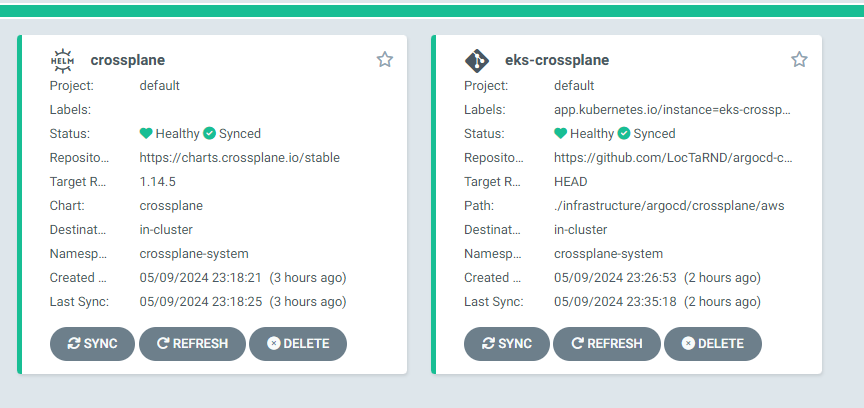 HELM crossplane
Project: default
Labels:
Status: Healthy Synced
Reposito... https://charts.crossplane.io/stable
Target R... 1.14.5
Chart: crossplane
Destinat... in-cluster
Namesp... crossplane-system
Created ... 05/09/2024 23:18:21 (3 hours ago)
Last Sync: 05/09/2024 23:18:25 (3 hours ago)
SYNC REFRESH DELETE
eks-crossplane
Project: default
Labels: app.kubernetes.io/instance=eks-crossp...
Status: Healthy Synced
Reposito... https://github.com/LocTaRND/argocd-c...
Target R... HEAD
Path: ./infrastructure/argocd/crossplane/aws
Destinat... in-cluster
Namesp... crossplane-system
Created ... 05/09/2024 23:26:53 (2 hours ago)
Last Sync: 05/09/2024 23:35:18 (2 hours ago)
SYNC REFRESH DELETE